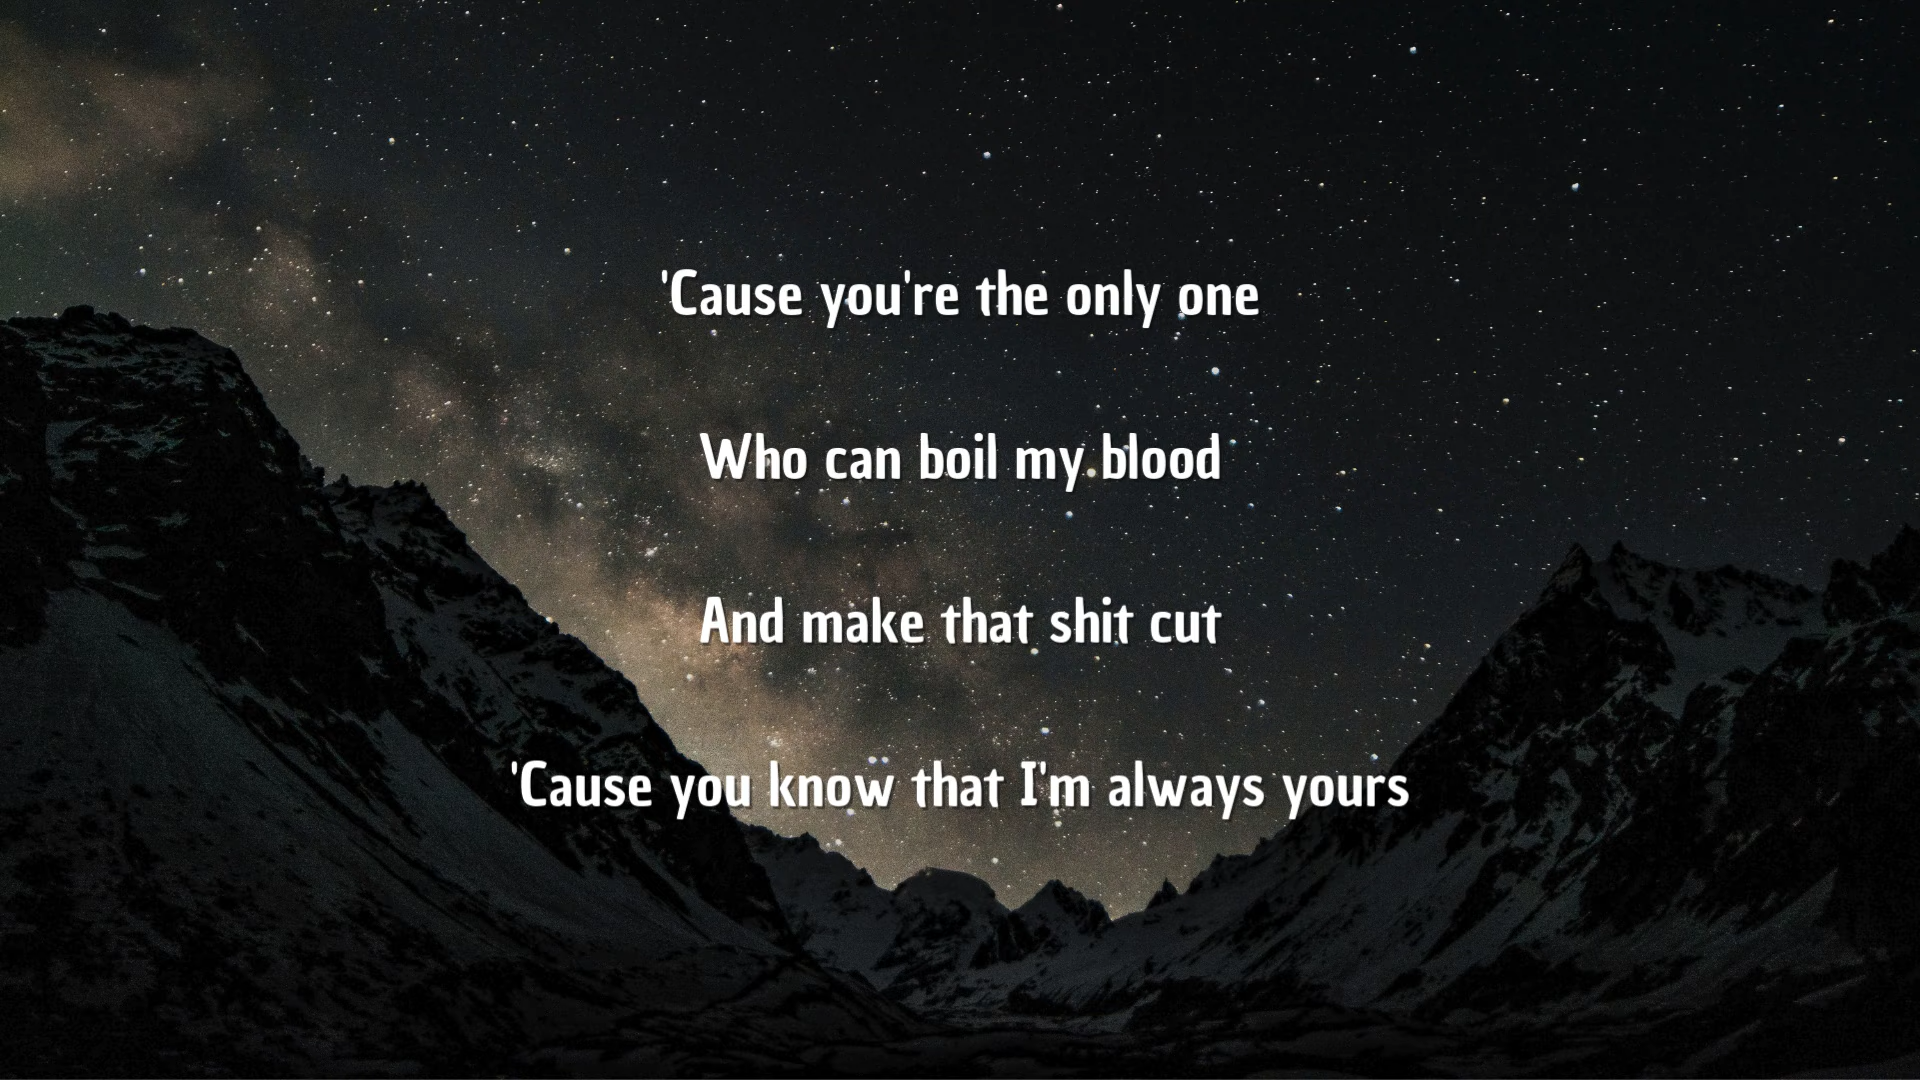 'Cause you're the only one
Who can boil my blood
And make that shit cut
'Cause you know that I'm always yours